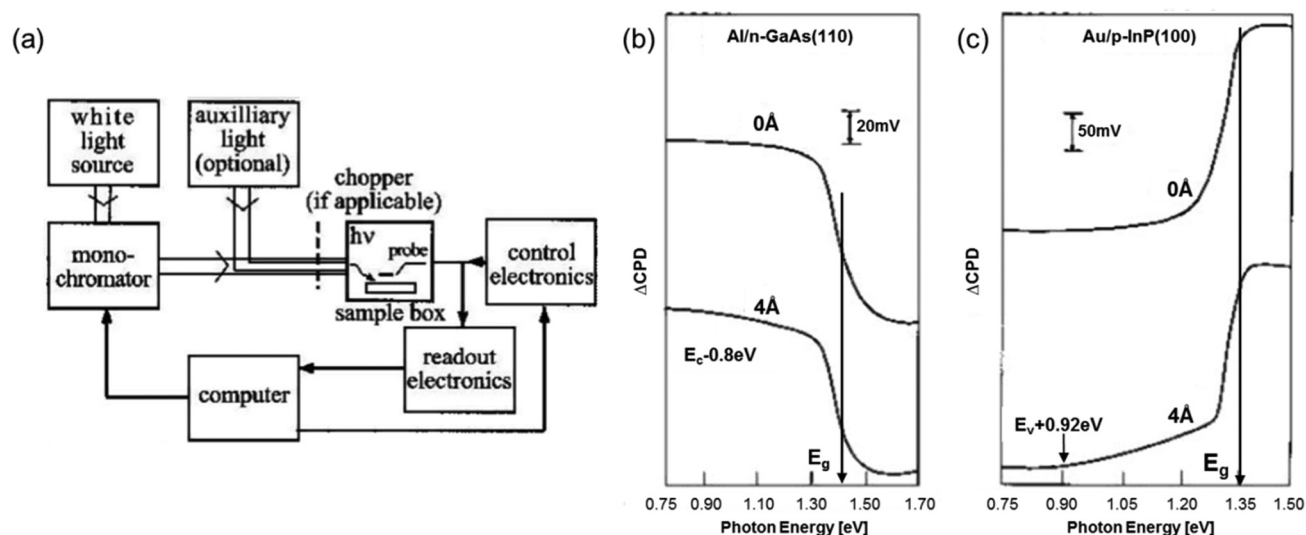 (a)
white
light
source
auxilliary
light
(optional)
chopper
(if applicable)
mono-
chromator
hν
probe
sample box
control
electronics
readout
electronics
computer
(b)
Al/n-GaAs(110)
0Å
20mV
4Å
Ec-0.8eV
Eg
ΔCPD
0.75 0.90 1.10 1.30 1.50 1.70
Photon Energy [eV]
(c)
Au/p-InP(100)
50mV
0Å
4Å
Ev+0.92eV
Eg
ΔCPD
0.75 0.90 1.05 1.20 1.35 1.50
Photon Energy [eV]